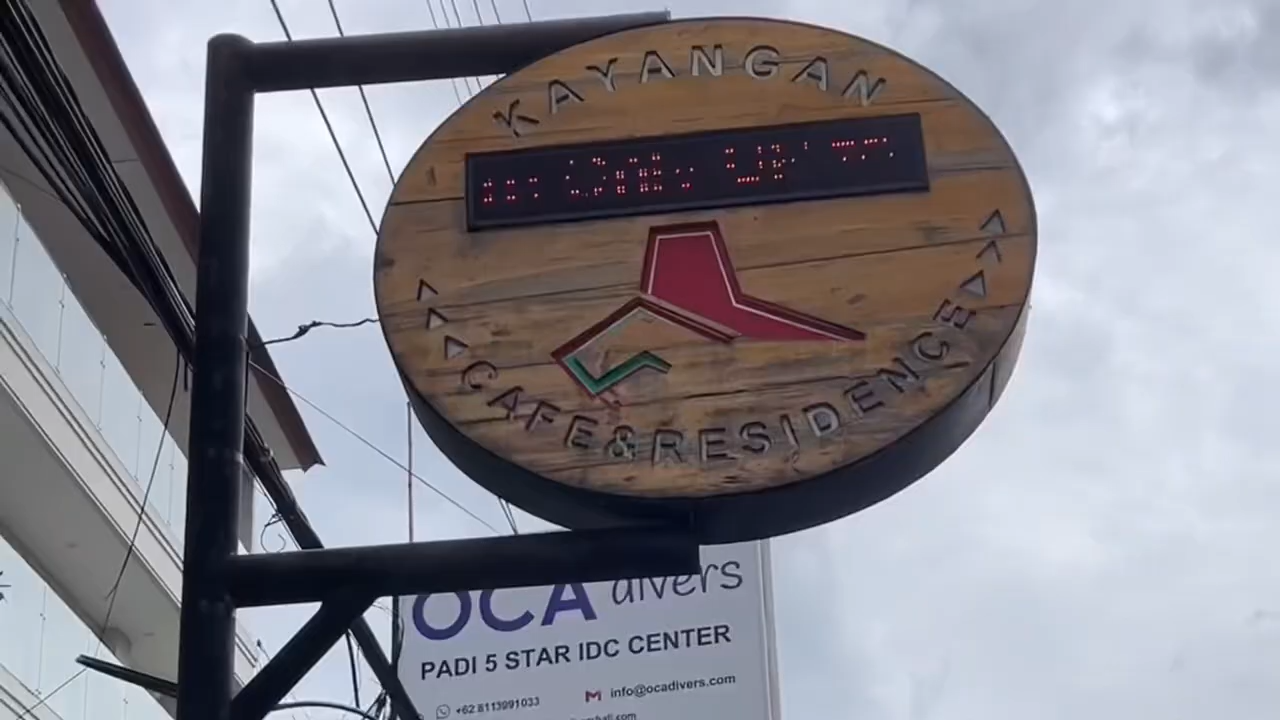 KAYANGAN
CAFE&RESIDENCE
OCA divers
PADI 5 STAR IDC CENTER
+62 8113991033
info@ocadivers.com